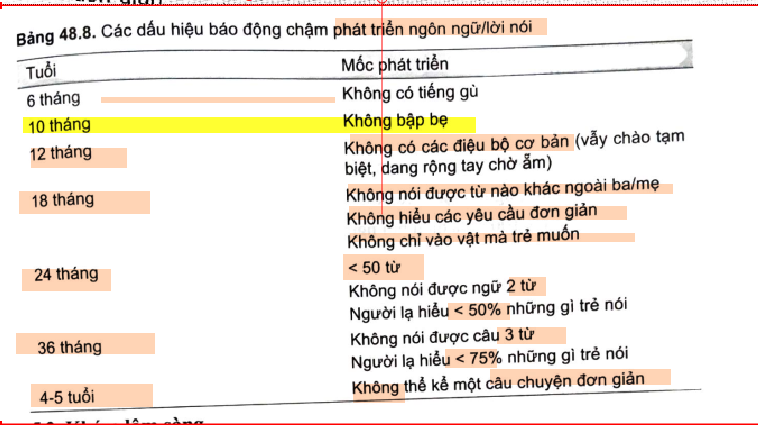 Bảng 48.8. Các dấu hiệu báo động chậm phát triển ngôn ngữ/lời nói
Tuổi Mốc phát triển
6 tháng Không có tiếng gù
10 tháng Không bập bẹ
12 tháng Không có các điệu bộ cơ bản (vẫy chào tạm
biệt, dang rộng tay chờ ẵm)
18 tháng Không nói được từ nào khác ngoài ba/mẹ
Không hiểu các yêu cầu đơn giản
Không chỉ vào vật mà trẻ muốn
24 tháng < 50 từ
Không nói được ngữ 2 từ
Người lạ hiểu < 50% những gì trẻ nói
36 tháng Không nói được câu 3 từ
Người lạ hiểu < 75% những gì trẻ nói
4-5 tuổi Không thể kể một câu chuyện đơn giản